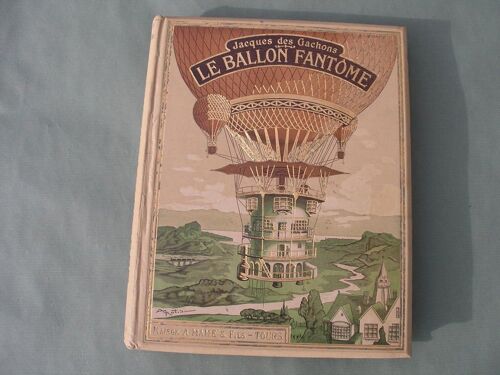 Jacques des Gachons
LE BALLON FANTÔME
MAISON A. MAME & FILS - TOURS